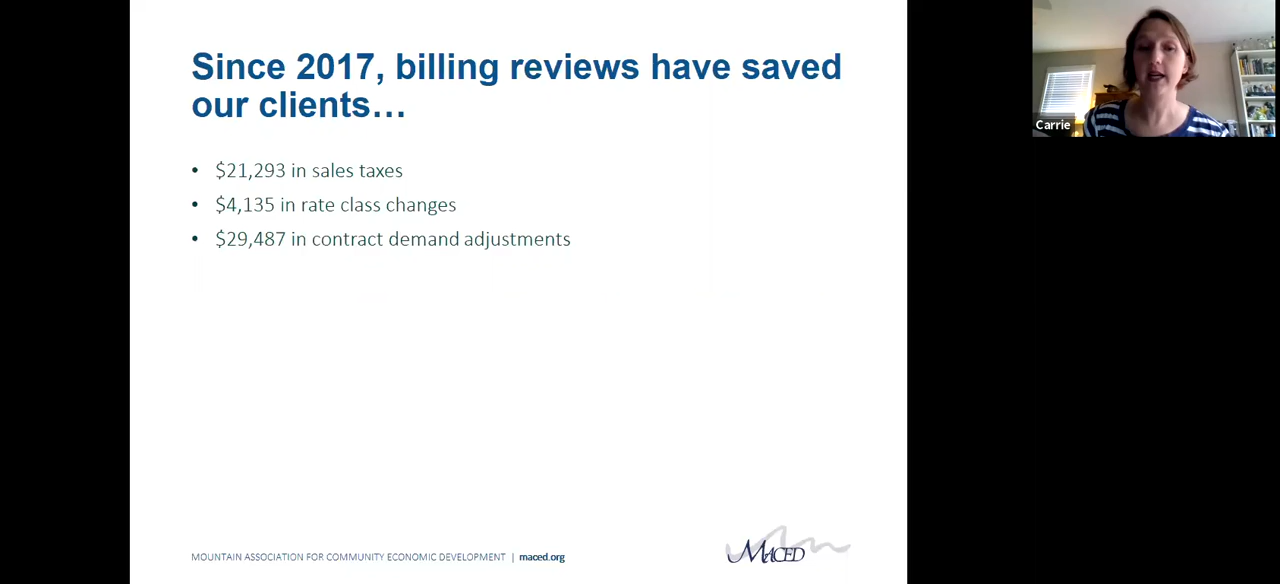 Since 2017, billing reviews have saved
our clients…
• $21,293 in sales taxes
• $4,135 in rate class changes
• $29,487 in contract demand adjustments
MOUNTAIN ASSOCIATION FOR COMMUNITY ECONOMIC DEVELOPMENT | maced.org
MACED
Carrie